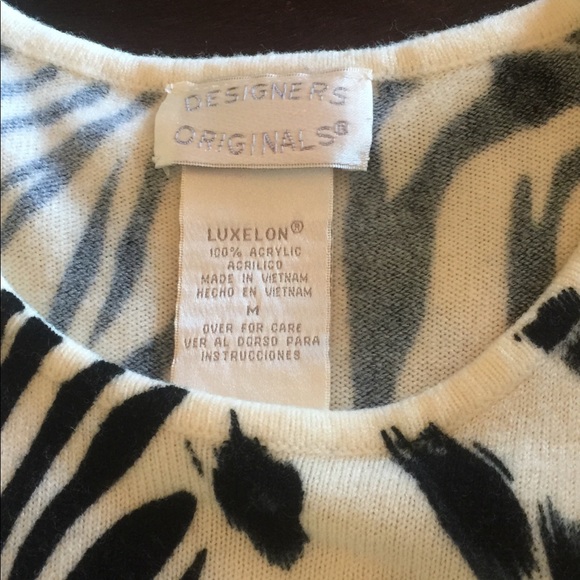 DESIGNERS
ORIGINALS®
LUXELON®
100% ACRYLIC
ACRILICO
MADE IN VIETNAM
HECHO EN VIETNAM
M
OVER FOR CARE
VER AL DORSO PARA
INSTRUCCIONES